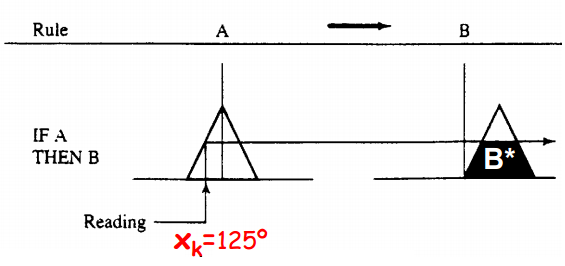 Rule A B
IF A
THEN B
B*
Reading
xk=125°